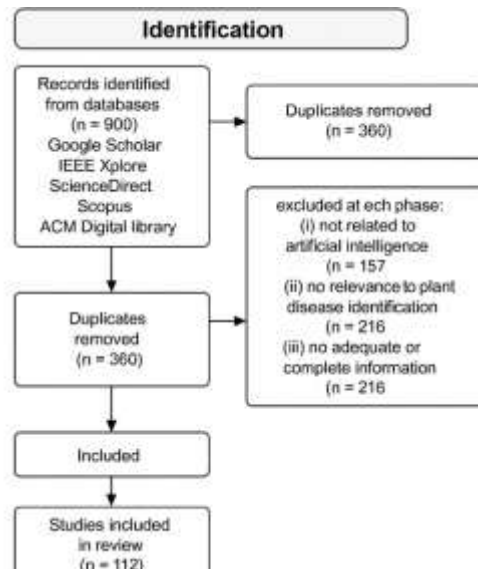 Identification
Records identified
from databases
(n = 900)
Google Scholar
IEEE Xplore
ScienceDirect
Scopus
ACM Digital library
Duplicates removed
(n = 360)
excluded at ech phase:
(i) not related to
artificial intelligence
(n = 157
(ii) no relevance to plant
disease identification
(n = 216
(iii) no adequate or
complete information
(n = 216
Duplicates
removed
(n = 360)
Included
Studies included
in review
(n = 112)